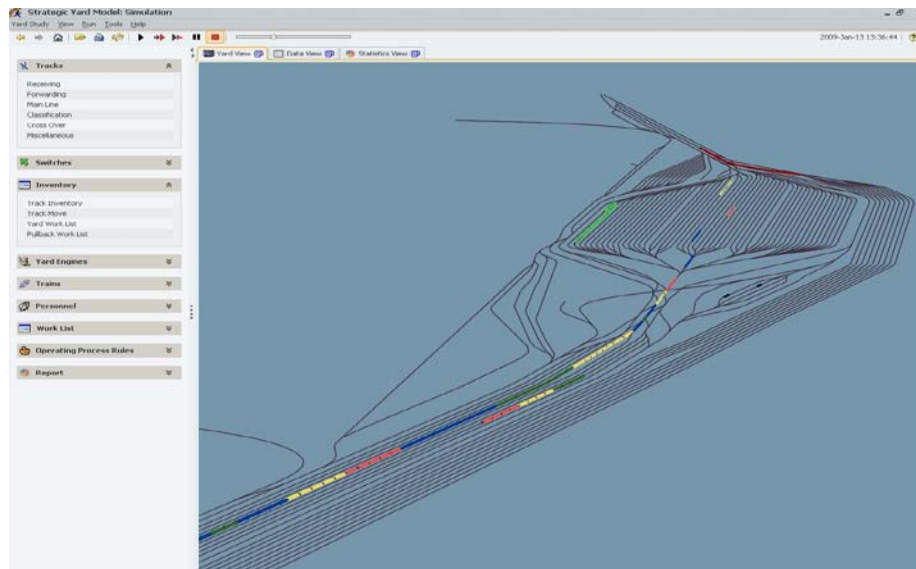 Strategic Yard Model: Simulation
Yard Study View Run Tools Help
2009-Jan-13 13:36:44
Yard View Data View Statistics View
Tracks
Receiving
Forwarding
Main Line
Classification
Cross Over
Miscellaneous
Switches
Inventory
Track Inventory
Track Move
Yard Work List
Pullback Work List
Yard Engines
Trains
Personnel
Work List
Operating Process Rules
Report